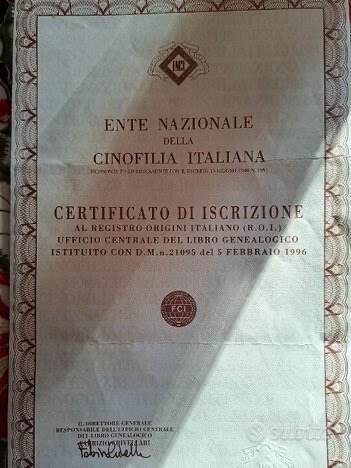 ENCI
ENTE NAZIONALE
DELLA
CINOFILIA ITALIANA
CERTIFICATO DI ISCRIZIONE
AL REGISTRO ORIGINI ITALIANO (R.O.I.)
UFFICIO CENTRALE DEL LIBRO GENEALOGICO
ISTITUITO CON D.M.n.21095 del 5 FEBBRAIO 1996
FCI
IL DIRETTORE GENERALE
RESPONSABILE DELL'UFFICIO CENTRALE
DEL LIBRO GENEALOGICO
subito